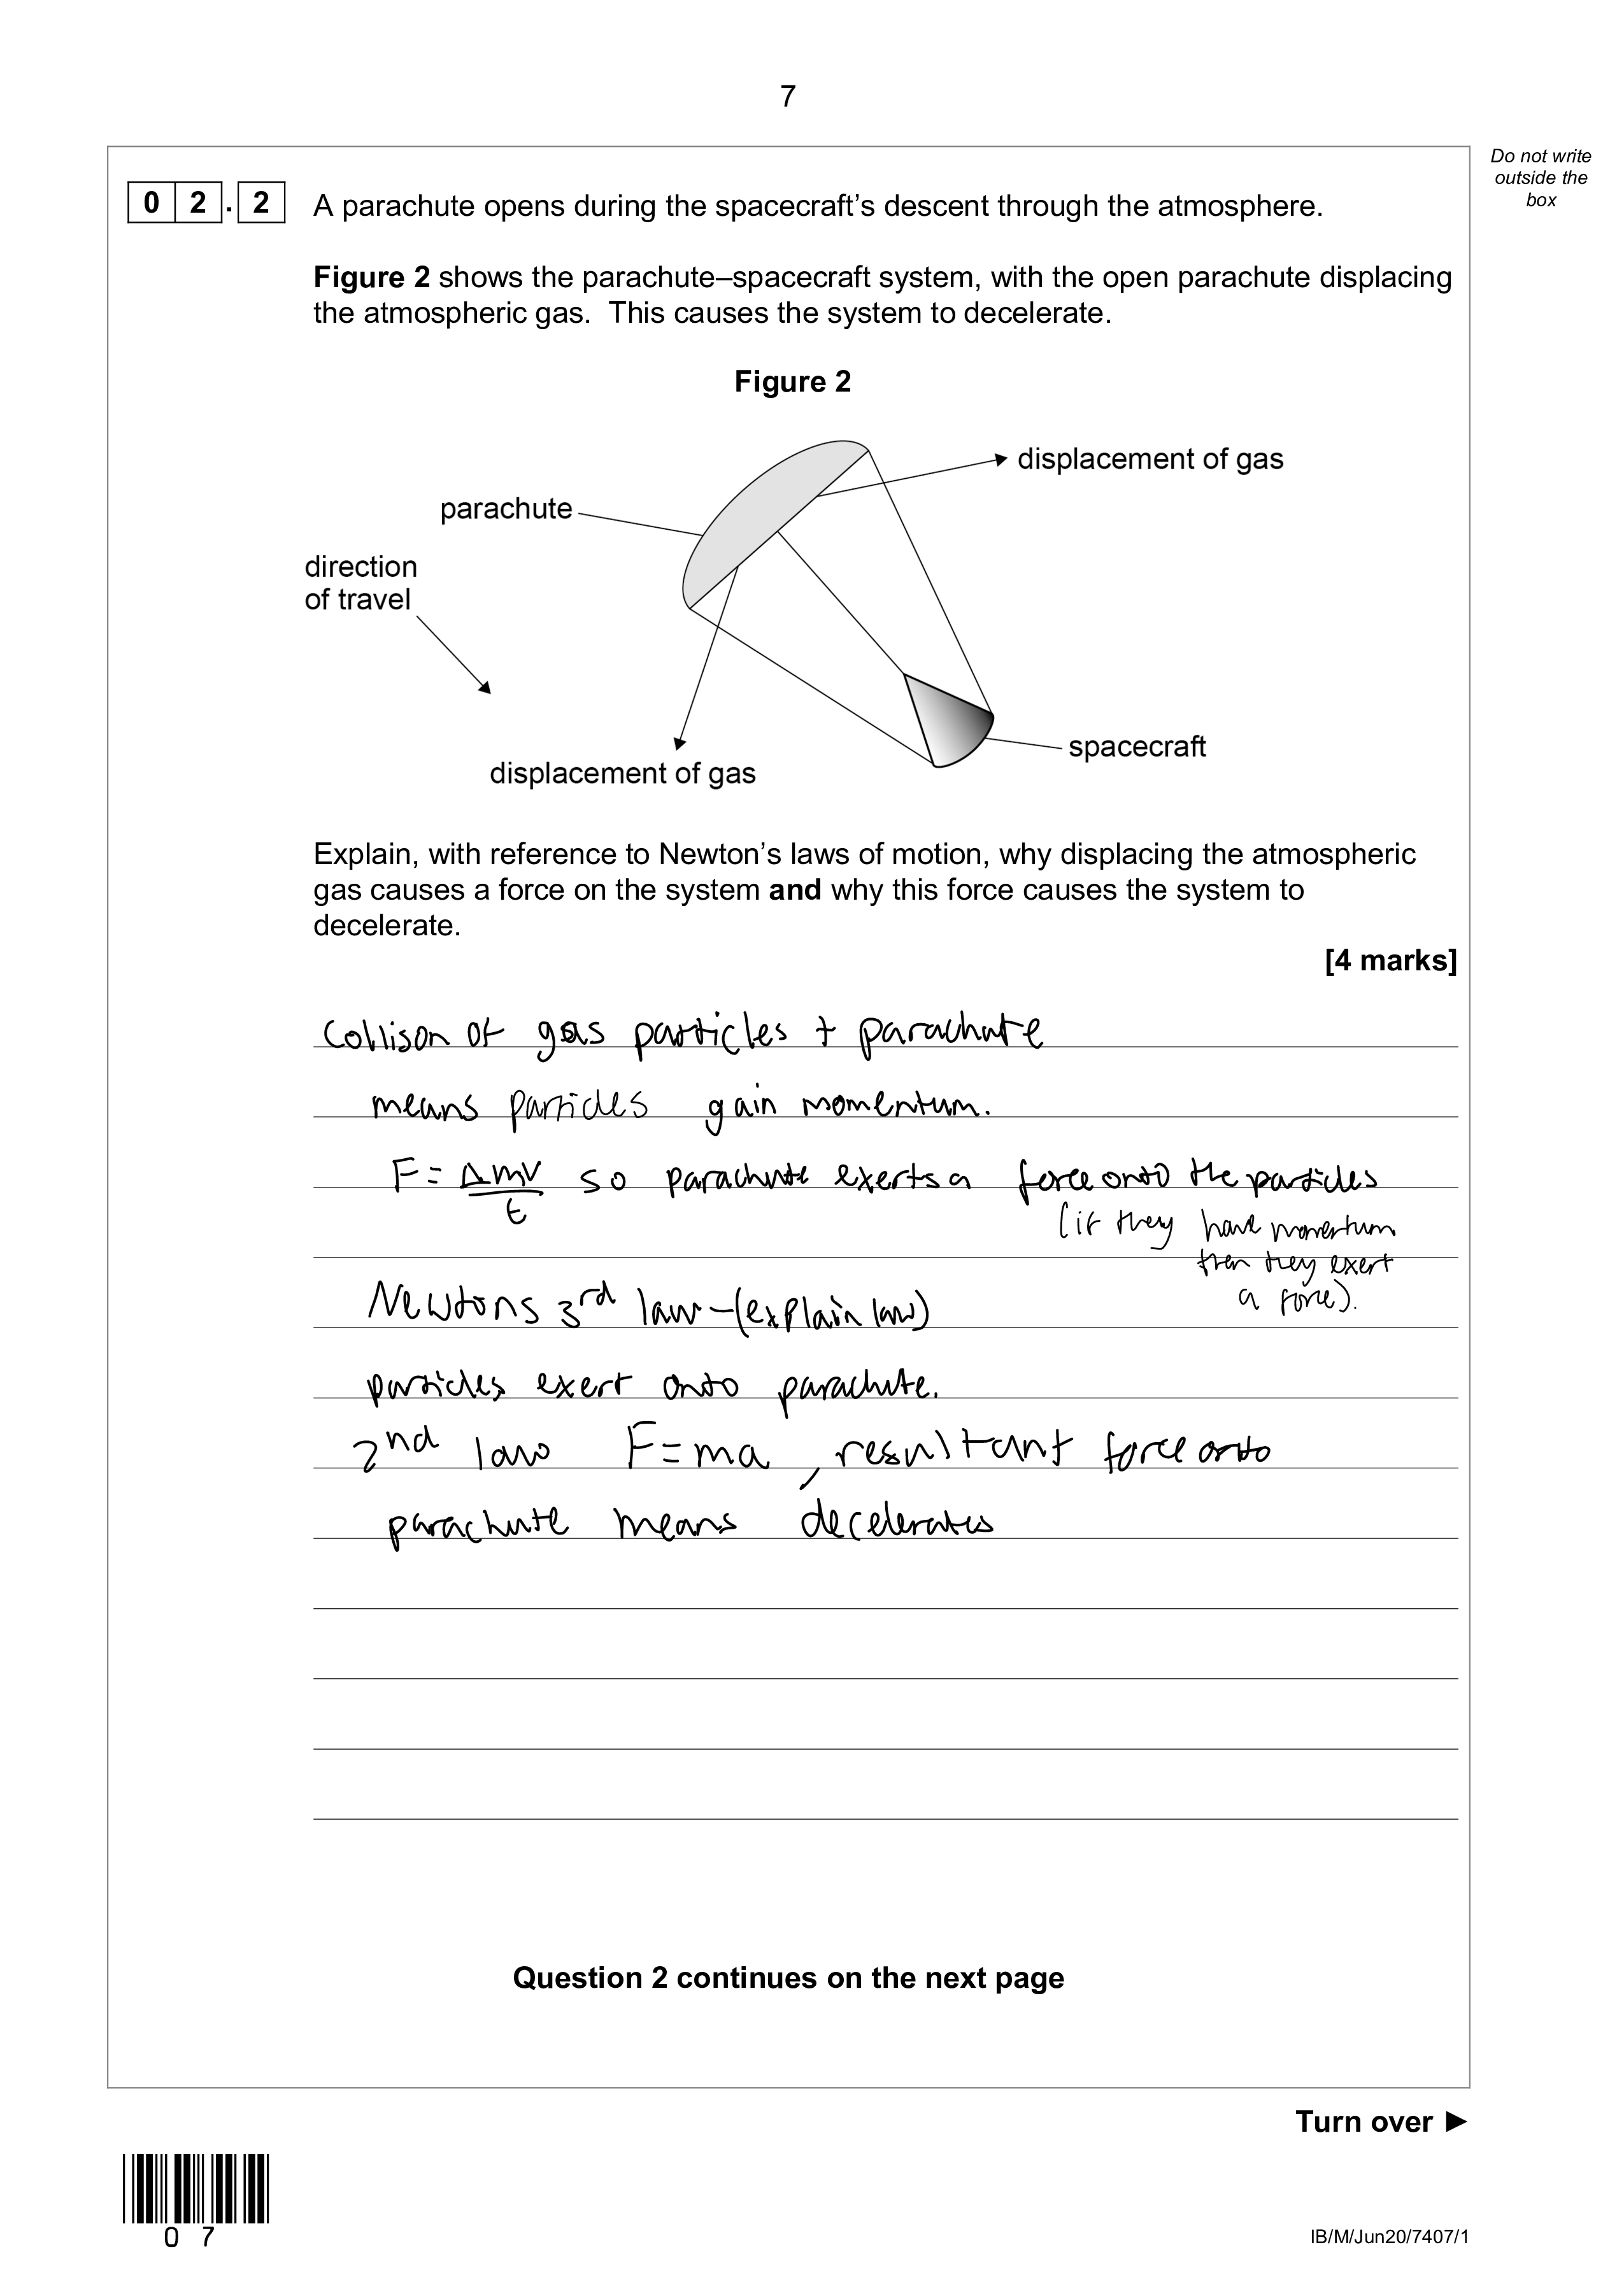 7
Do not write
outside the
box
0 2 . 2 A parachute opens during the spacecraft's descent through the atmosphere.
Figure 2 shows the parachute–spacecraft system, with the open parachute displacing
the atmospheric gas. This causes the system to decelerate.
Figure 2
displacement of gas
parachute
direction
of travel
displacement of gas
spacecraft
Explain, with reference to Newton's laws of motion, why displacing the atmospheric
gas causes a force on the system and why this force causes the system to
decelerate.
[4 marks]
Collison of gas particles + parachute
means particles gain momentum.
F = Δmv/t so parachute exerts a force onto the particles
(if they have momentum
then they exert
a force).
Newtons 3rd law – (explain law)
particles exert onto parachute.
2nd law F = ma, resultant force onto
parachute means decelerates
Question 2 continues on the next page
Turn over ►
0 7
IB/M/Jun20/7407/1